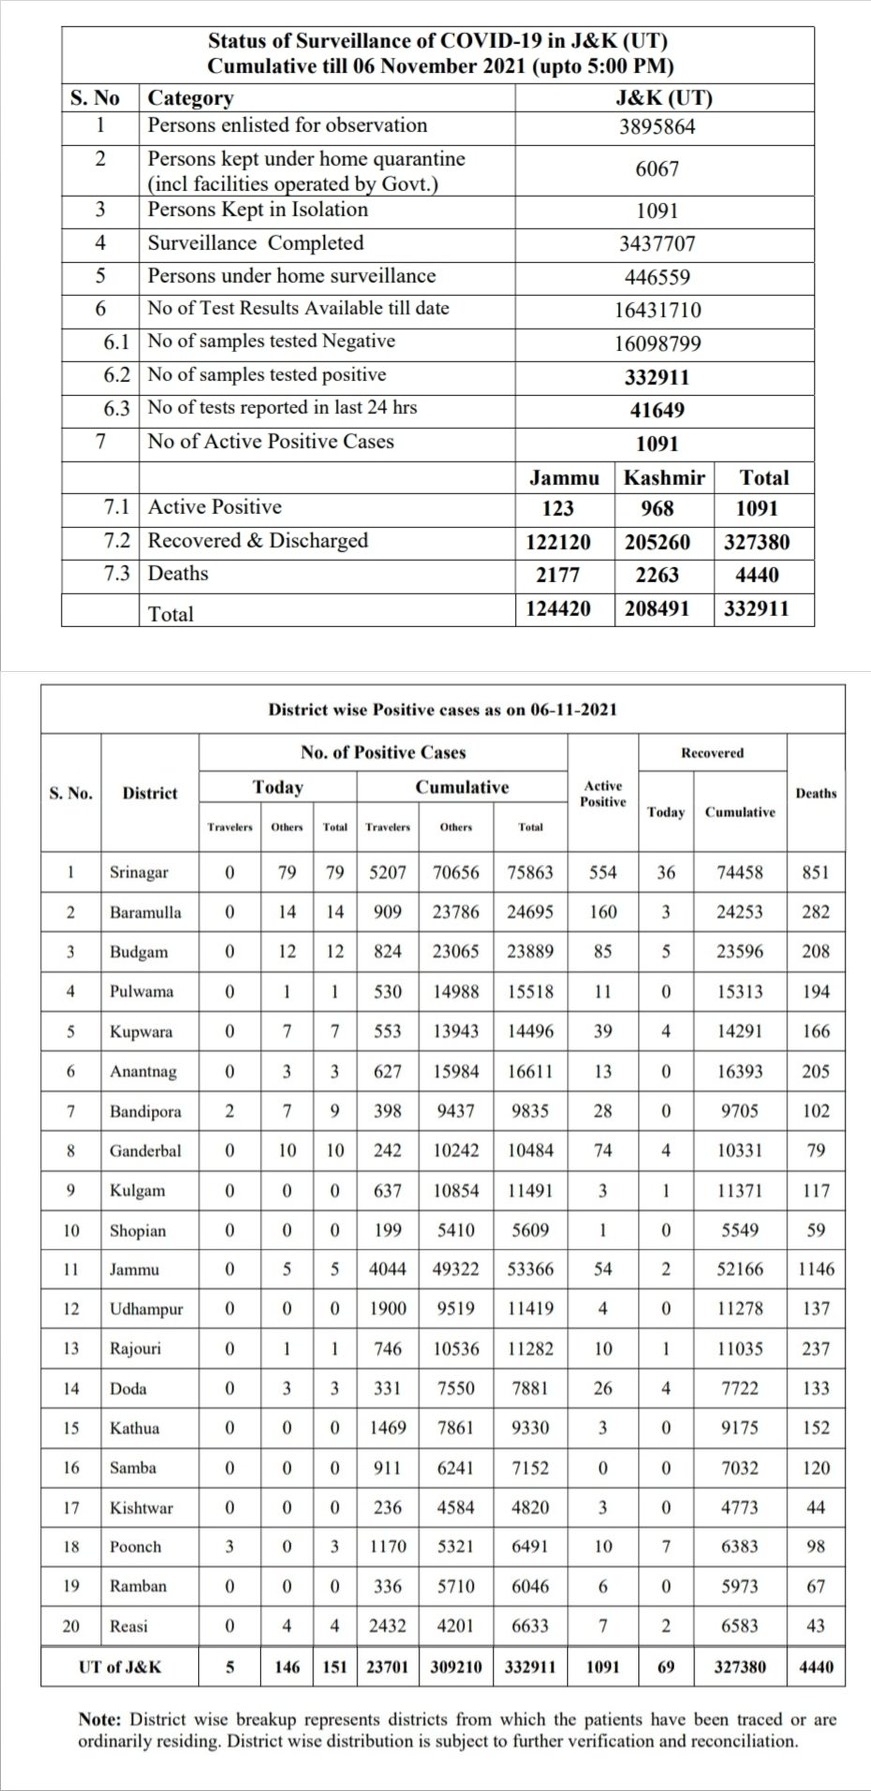 Status of Surveillance of COVID-19 in J&K (UT)
Cumulative till 06 November 2021 (upto 5:00 PM)
S. No Category J&K (UT)
1 Persons enlisted for observation 3895864
2 Persons kept under home quarantine (incl facilities operated by Govt.) 6067
3 Persons Kept in Isolation 1091
4 Surveillance Completed 3437707
5 Persons under home surveillance 446559
6 No of Test Results Available till date 16431710
6.1 No of samples tested Negative 16098799
6.2 No of samples tested positive 332911
6.3 No of tests reported in last 24 hrs 41649
7 No of Active Positive Cases 1091
Jammu Kashmir Total
7.1 Active Positive 123 968 1091
7.2 Recovered & Discharged 122120 205260 327380
7.3 Deaths 2177 2263 4440
Total 124420 208491 332911
District wise Positive cases as on 06-11-2021
S. No. District No. of Positive Cases Active Positive Recovered Deaths
Today Cumulative Today Cumulative
Travelers Others Total Travelers Others Total
1 Srinagar 0 79 79 5207 70656 75863 554 36 74458 851
2 Baramulla 0 14 14 909 23786 24695 160 3 24253 282
3 Budgam 0 12 12 824 23065 23889 85 5 23596 208
4 Pulwama 0 1 1 530 14988 15518 11 0 15313 194
5 Kupwara 0 7 7 553 13943 14496 39 4 14291 166
6 Anantnag 0 3 3 627 15984 16611 13 0 16393 205
7 Bandipora 2 7 9 398 9437 9835 28 0 9705 102
8 Ganderbal 0 10 10 242 10242 10484 74 4 10331 79
9 Kulgam 0 0 0 637 10854 11491 3 1 11371 117
10 Shopian 0 0 0 199 5410 5609 1 0 5549 59
11 Jammu 0 5 5 4044 49322 53366 54 2 52166 1146
12 Udhampur 0 0 0 1900 9519 11419 4 0 11278 137
13 Rajouri 0 1 1 746 10536 11282 10 1 11035 237
14 Doda 0 3 3 331 7550 7881 26 4 7722 133
15 Kathua 0 0 0 1469 7861 9330 3 0 9175 152
16 Samba 0 0 0 911 6241 7152 0 0 7032 120
17 Kishtwar 0 0 0 236 4584 4820 3 0 4773 44
18 Poonch 3 0 3 1170 5321 6491 10 7 6383 98
19 Ramban 0 0 0 336 5710 6046 6 0 5973 67
20 Reasi 0 4 4 2432 4201 6633 7 2 6583 43
UT of J&K 5 146 151 23701 309210 332911 1091 69 327380 4440
Note: District wise breakup represents districts from which the patients have been traced or are
ordinarily residing. District wise distribution is subject to further verification and reconciliation.